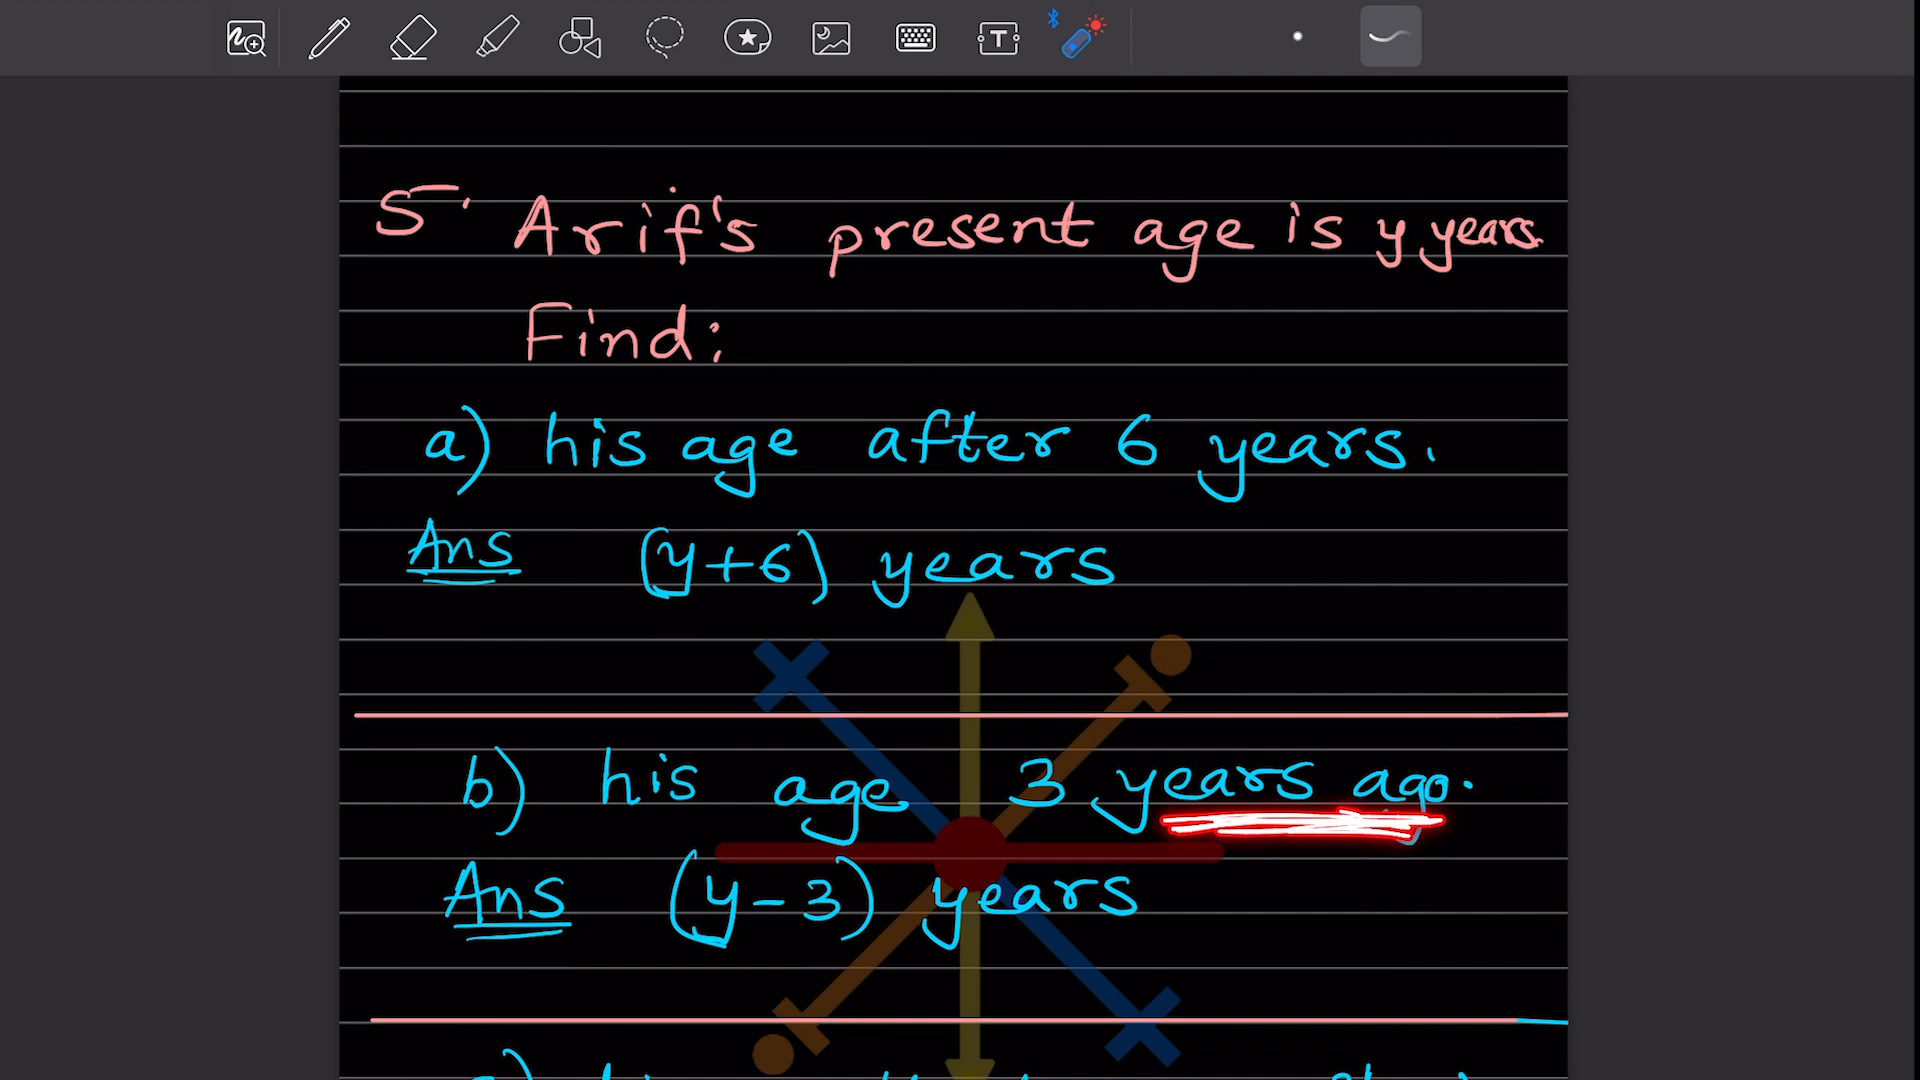 5. Arif's present age is y years.
Find:
a) his age after 6 years.
Ans (y+6) years
b) his age 3 years ago.
Ans (y-3) years